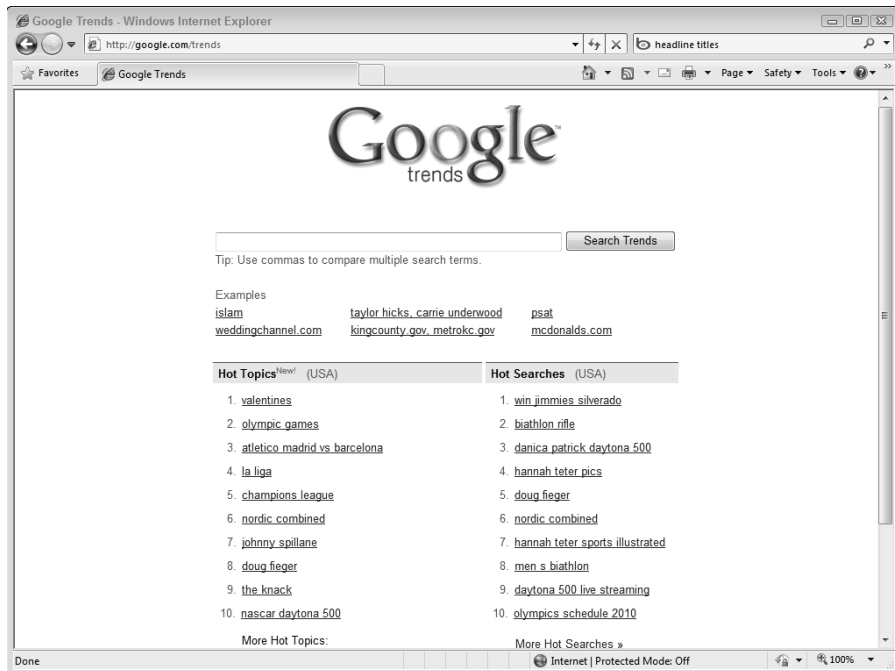 Google Trends - Windows Internet Explorer
http://google.com/trends
headline titles
Favorites
Google Trends
Page
Safety
Tools
Google™
trends
Search Trends
Tip: Use commas to compare multiple search terms.
Examples
islam taylor hicks, carrie underwood psat
weddingchannel.com kingcounty.gov, metrokc.gov mcdonalds.com
Hot Topics New! (USA)
1. valentines
2. olympic games
3. atletico madrid vs barcelona
4. la liga
5. champions league
6. nordic combined
7. johnny spillane
8. doug fieger
9. the knack
10. nascar daytona 500
More Hot Topics:
Hot Searches (USA)
1. win jimmies silverado
2. biathlon rifle
3. danica patrick daytona 500
4. hannah teter pics
5. doug fieger
6. nordic combined
7. hannah teter sports illustrated
8. men s biathlon
9. daytona 500 live streaming
10. olympics schedule 2010
More Hot Searches »
Done
Internet | Protected Mode: Off
100%